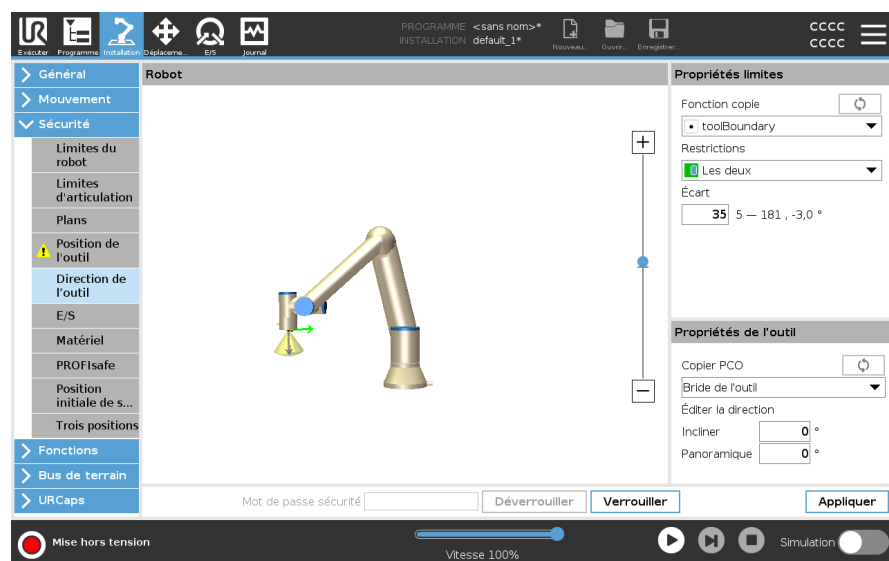 PROGRAMME <sans nom>*
INSTALLATION default_1*
Exécuter
Programme
Installation
Déplaceme...
E/S
Journal
Nouveau...
Ouvrir...
Enregistrer...
CCCC
CCCC
Général
Mouvement
Sécurité
Limites du
robot
Limites
d'articulation
Plans
Position de
l'outil
Direction de
l'outil
E/S
Matériel
PROFIsafe
Position
initiale de s...
Trois positions
Fonctions
Bus de terrain
URCaps
Robot
Propriétés limites
Fonction copie
toolBoundary
Restrictions
Les deux
Écart
35 5 — 181 , -3,0 °
Propriétés de l'outil
Copier PCO
Bride de l'outil
Éditer la direction
Incliner 0 °
Panoramique 0 °
Mot de passe sécurité
Déverrouiller
Verrouiller
Appliquer
Mise hors tension
Vitesse 100%
Simulation